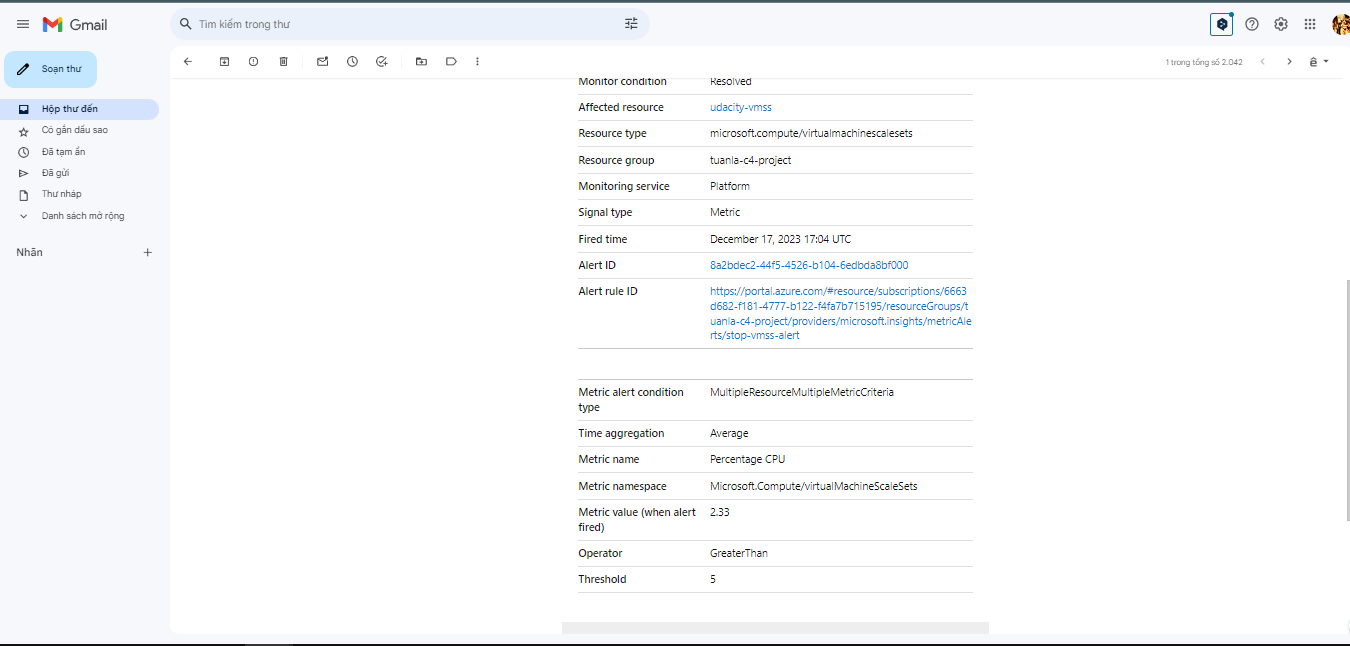 Gmail
Tìm kiếm trong thư
Soạn thư
Hộp thư đến
Có gắn dấu sao
Đã tạm ẩn
Đã gửi
Thư nháp
Danh sách mở rộng
Nhãn
1 trong tổng số 2.042
Monitor condition Resolved
Affected resource udacity-vmss
Resource type microsoft.compute/virtualmachinescalesets
Resource group tuanla-c4-project
Monitoring service Platform
Signal type Metric
Fired time December 17, 2023 17:04 UTC
Alert ID 8a2bdec2-44f5-4526-b104-6edbda8bf000
Alert rule ID https://portal.azure.com/#resource/subscriptions/6663
d682-f181-4777-b122-f4fa7b715195/resourceGroups/t
uanla-c4-project/providers/microsoft.insights/metricAle
rts/stop-vmss-alert
Metric alert condition MultipleResourceMultipleMetricCriteria
type
Time aggregation Average
Metric name Percentage CPU
Metric namespace Microsoft.Compute/virtualMachineScaleSets
Metric value (when alert 2.33
fired)
Operator GreaterThan
Threshold 5